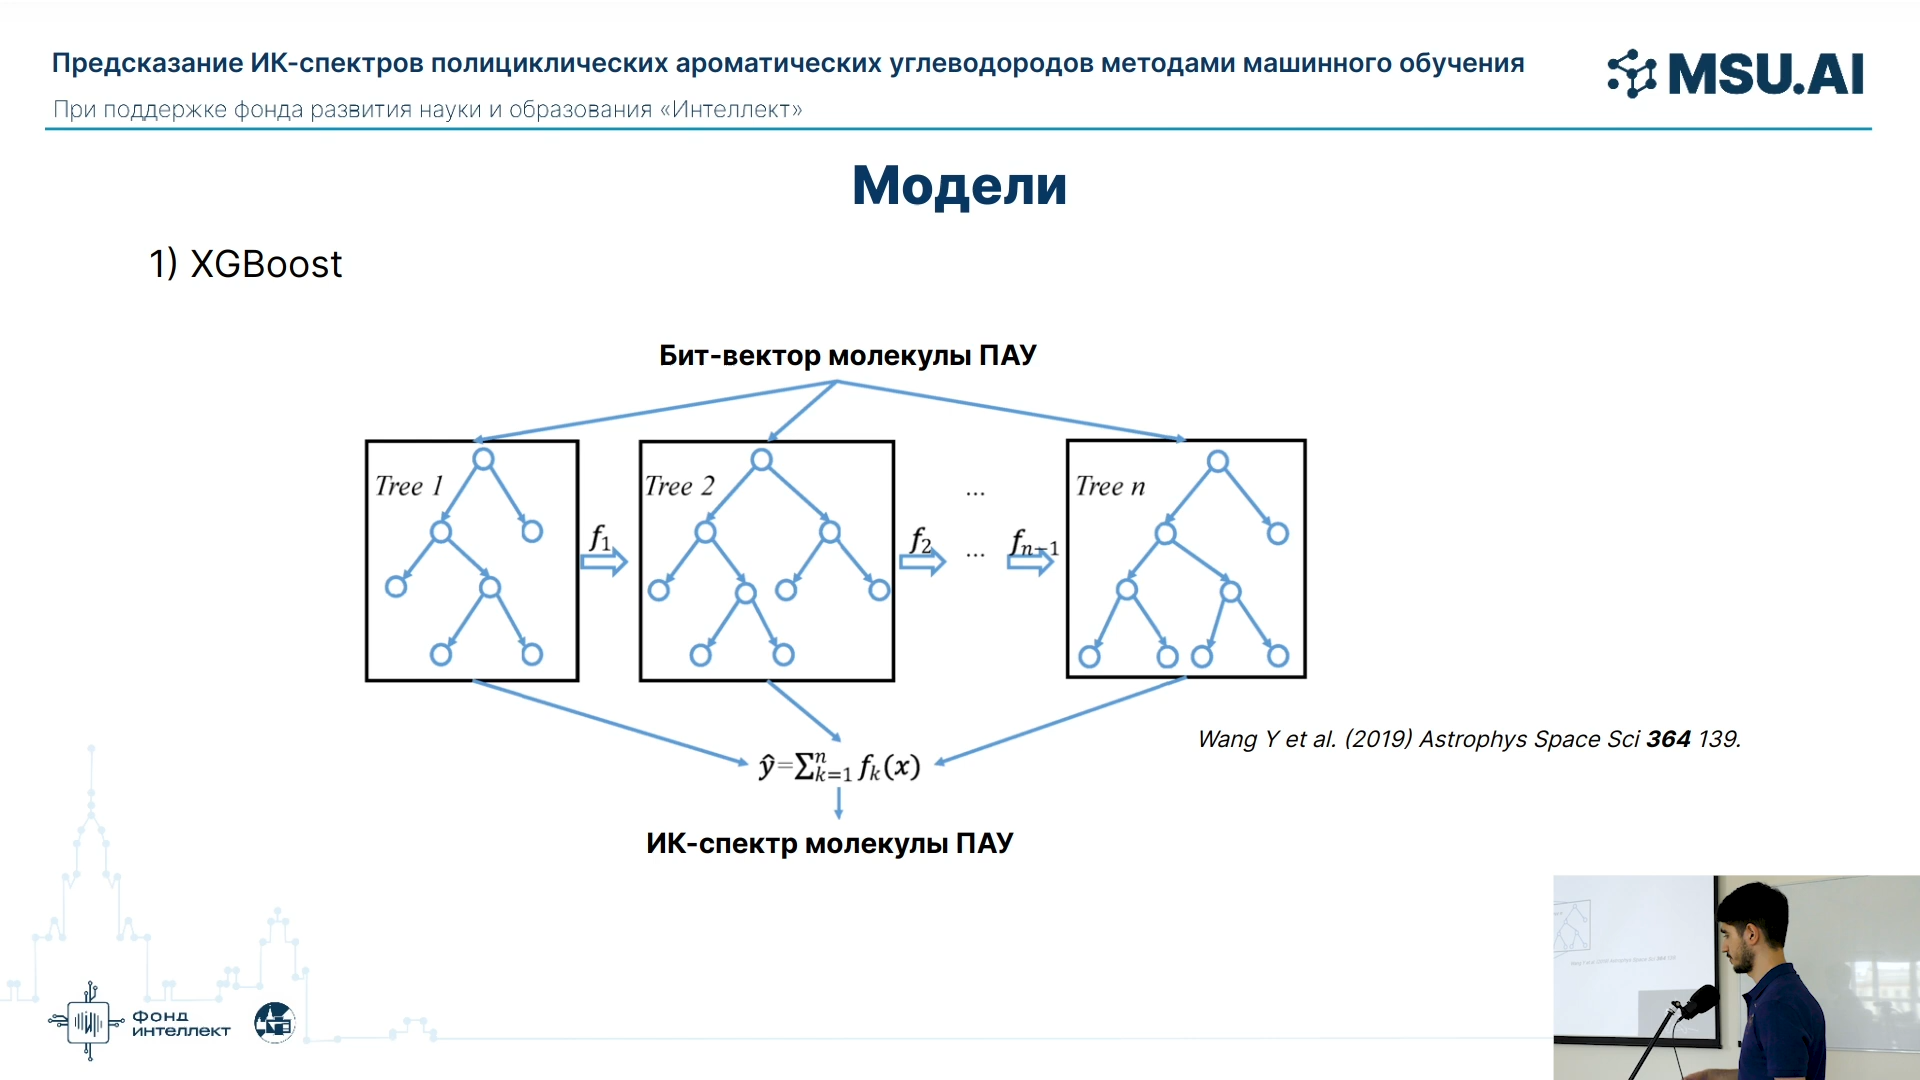 Предсказание ИК-спектров полициклических ароматических углеводородов методами машинного обучения
При поддержке фонда развития науки и образования «Интеллект»
MSU.AI
Модели
1) XGBoost
Бит-вектор молекулы ПАУ
Tree 1
Tree 2
...
Tree n
f₁
f₂
...
fₙ₋₁
Wang Y et al. (2019) Astrophys Space Sci 364 139.
ŷ=∑ⁿₖ₌₁ fₖ(x)
ИК-спектр молекулы ПАУ
ФОНД
ИНТЕЛЛЕКТ